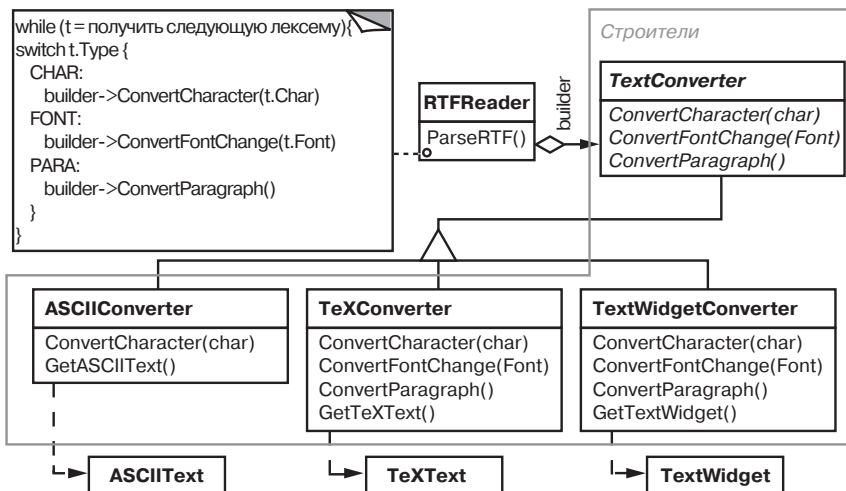 while (t = получить следующую лексему){
switch t.Type {
CHAR:
builder->ConvertCharacter(t.Char)
FONT:
builder->ConvertFontChange(t.Font)
PARA:
builder->ConvertParagraph()
}
}
RTFReader
ParseRTF()
builder
Строители
TextConverter
ConvertCharacter(char)
ConvertFontChange(Font)
ConvertParagraph()
ASCIIConverter
ConvertCharacter(char)
GetASCIIText()
TeXConverter
ConvertCharacter(char)
ConvertFontChange(Font)
ConvertParagraph()
GetTeXText()
TextWidgetConverter
ConvertCharacter(char)
ConvertFontChange(Font)
ConvertParagraph()
GetTextWidget()
ASCIIText
TeXText
TextWidget